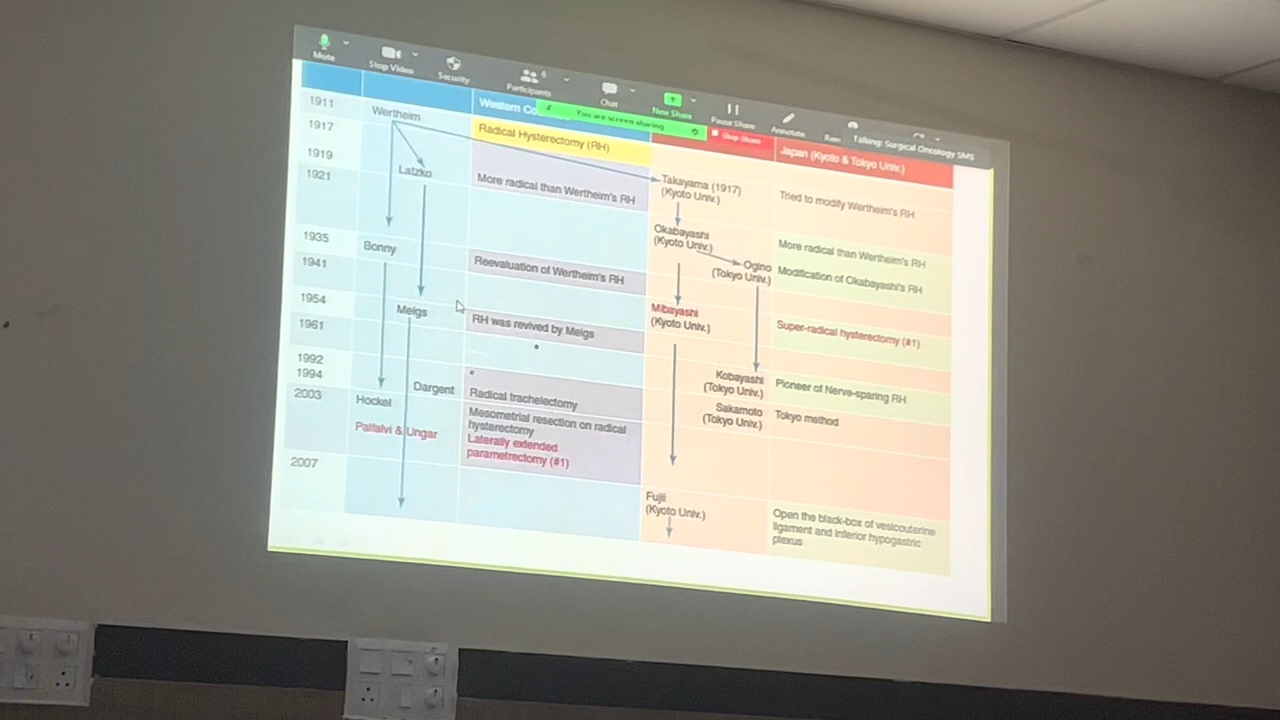 Mute
Stop Video
Security
Participants
6
Chat
New Share
Pause Share
Annotate
Talking: Surgical Oncology SMS
You are screen sharing
Stop Share
Western
Japan (Kyoto & Tokyo Univ.)
1911
Wertheim
Radical Hysterectomy (RH)
1917
Takayama (1917)
(Kyoto Univ.)
Tried to modify Wertheim's RH
1919
Latzko
More radical than Wertheim's RH
1921
Okabayashi
(Kyoto Univ.)
More radical than Wertheim's RH
Ogino
(Tokyo Univ.)
Modification of Okabayashi's RH
1935
Bonny
Reevaluation of Wertheim's RH
1941
Mibayashi
(Kyoto Univ.)
Super-radical hysterectomy (#1)
1954
Meigs
RH was revived by Meigs
1961
Kobayashi
(Tokyo Univ.)
Pioneer of Nerve-sparing RH
1992
Sakamoto
(Tokyo Univ.)
Tokyo method
1994
Dargent
Radical trachelectomy
2003
Hockel
Mesometrial resection on radical
hysterectomy
Palfalvi & Ungar
Laterally extended
parametrectomy (#1)
2007
Fujii
(Kyoto Univ.)
Open the black-box of vesicouterine
ligament and inferior hypogastric
plexus